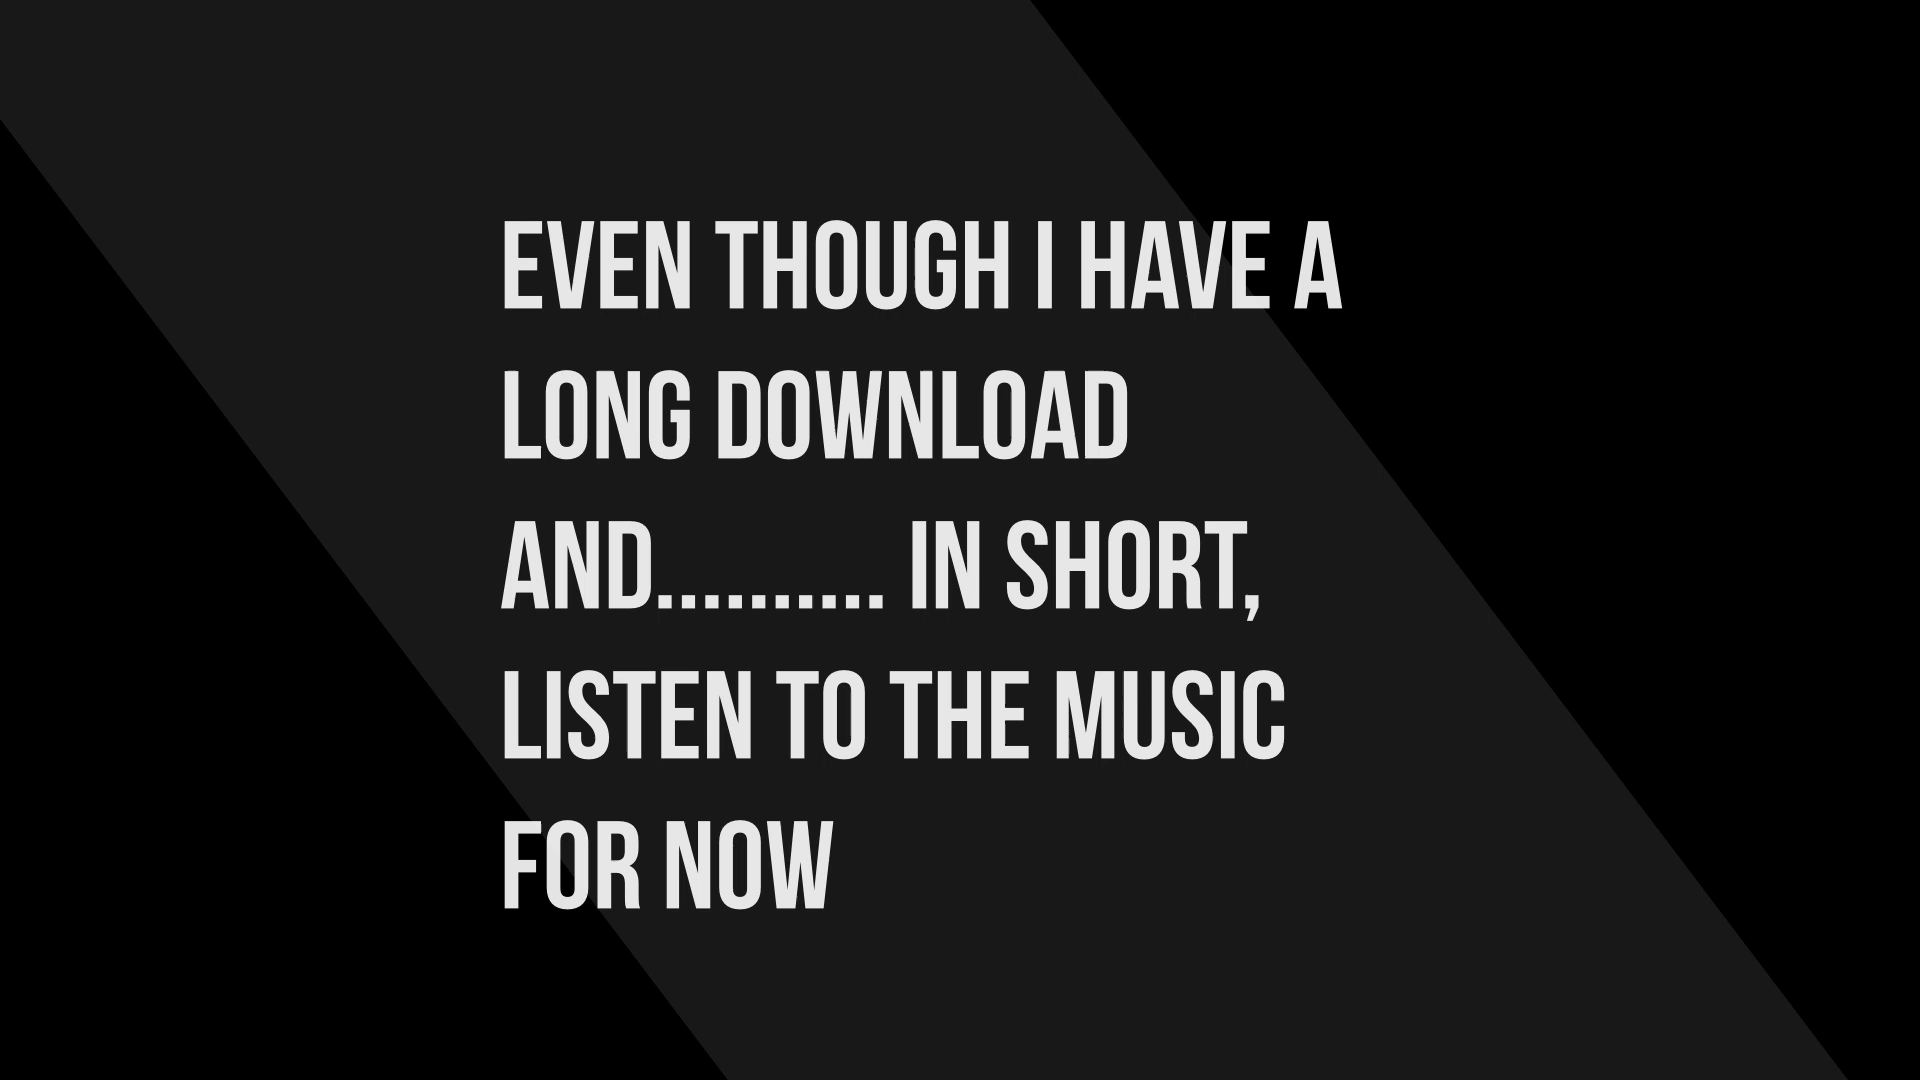 EVEN THOUGH I HAVE A
LONG DOWNLOAD
AND.......... IN SHORT,
LISTEN TO THE MUSIC
FOR NOW